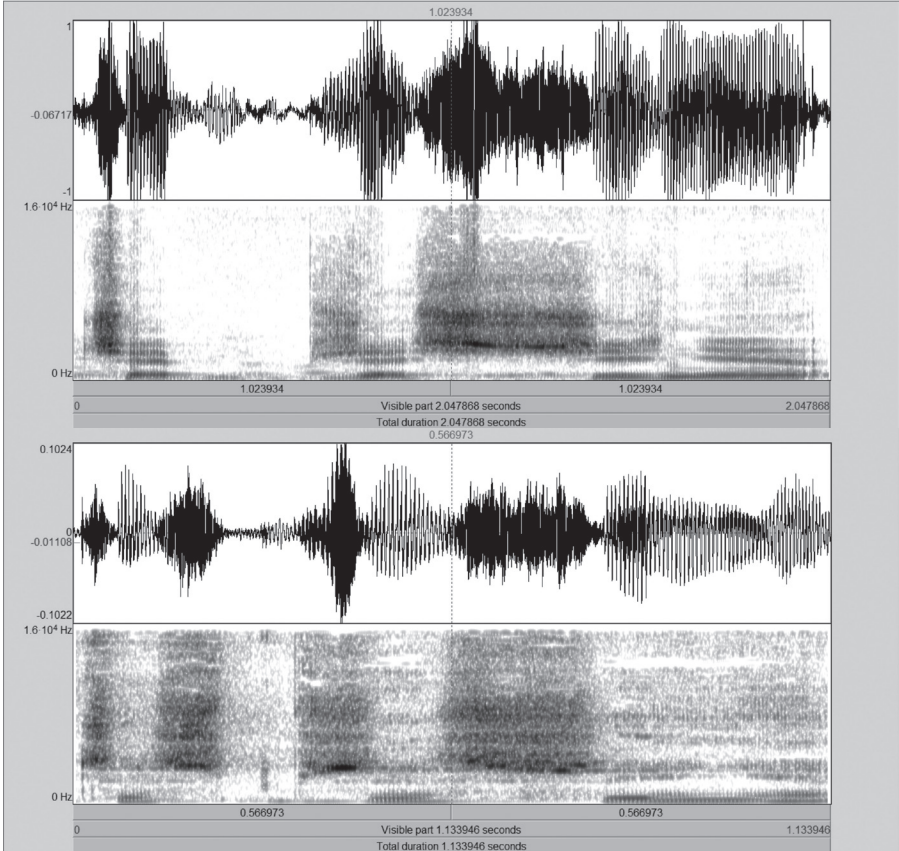 1.023934
1
-0.06717
-1
1.6·10⁴ Hz
0 Hz
1.023934 1.023934
0 Visible part 2.047868 seconds 2.047868
Total duration 2.047868 seconds
0.566973
0.1024
0
-0.01108
-0.1022
1.6·10⁴ Hz
0 Hz
0.566973 0.566973
0 Visible part 1.133946 seconds 1.133946
Total duration 1.133946 seconds